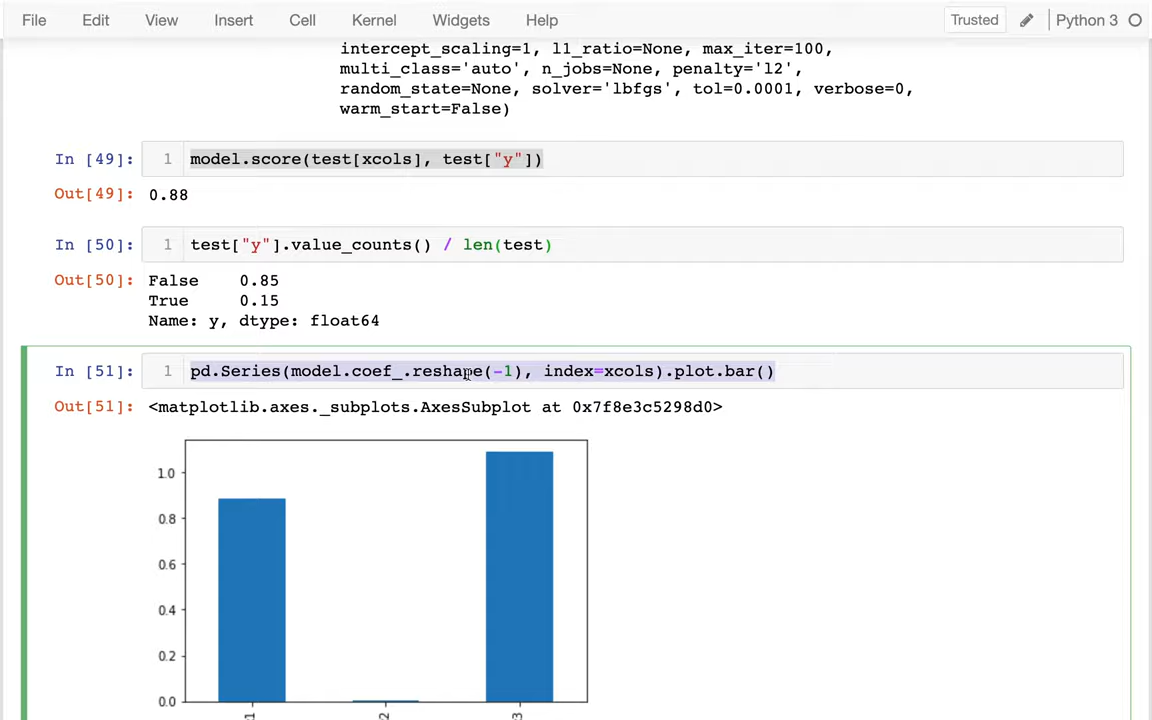 File Edit View Insert Cell Kernel Widgets Help Trusted Python 3
intercept_scaling=1, l1_ratio=None, max_iter=100,
multi_class='auto', n_jobs=None, penalty='l2',
random_state=None, solver='lbfgs', tol=0.0001, verbose=0,
warm_start=False)
In [49]: 1 model.score(test[xcols], test["y"])
Out[49]: 0.88
In [50]: 1 test["y"].value_counts() / len(test)
Out[50]: False 0.85
True 0.15
Name: y, dtype: float64
In [51]: 1 pd.Series(model.coef_.reshape(-1), index=xcols).plot.bar()
Out[51]: <matplotlib.axes._subplots.AxesSubplot at 0x7f8e3c5298d0>
1.0
0.8
0.6
0.4
0.2
0.0